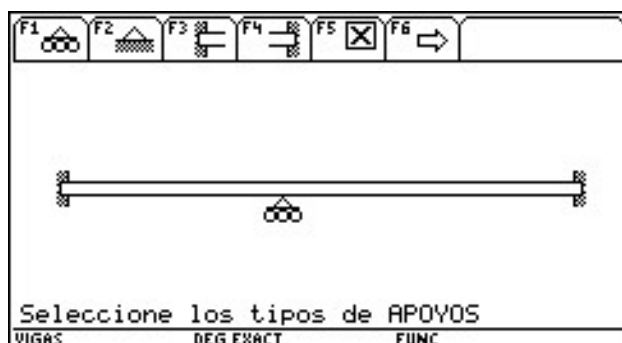 F1 F2 F3 F4 F5 F6
Seleccione los tipos de APOYOS
VIGAS DEG EXACT FUNC